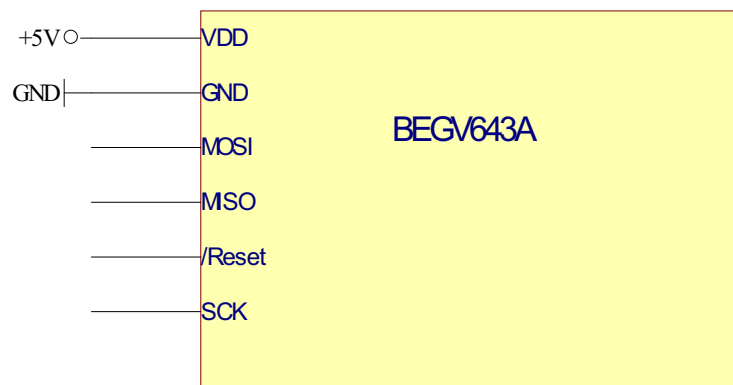 +5V VDD
GND GND
BEGV643A
MOSI
MISO
/Reset
SCK